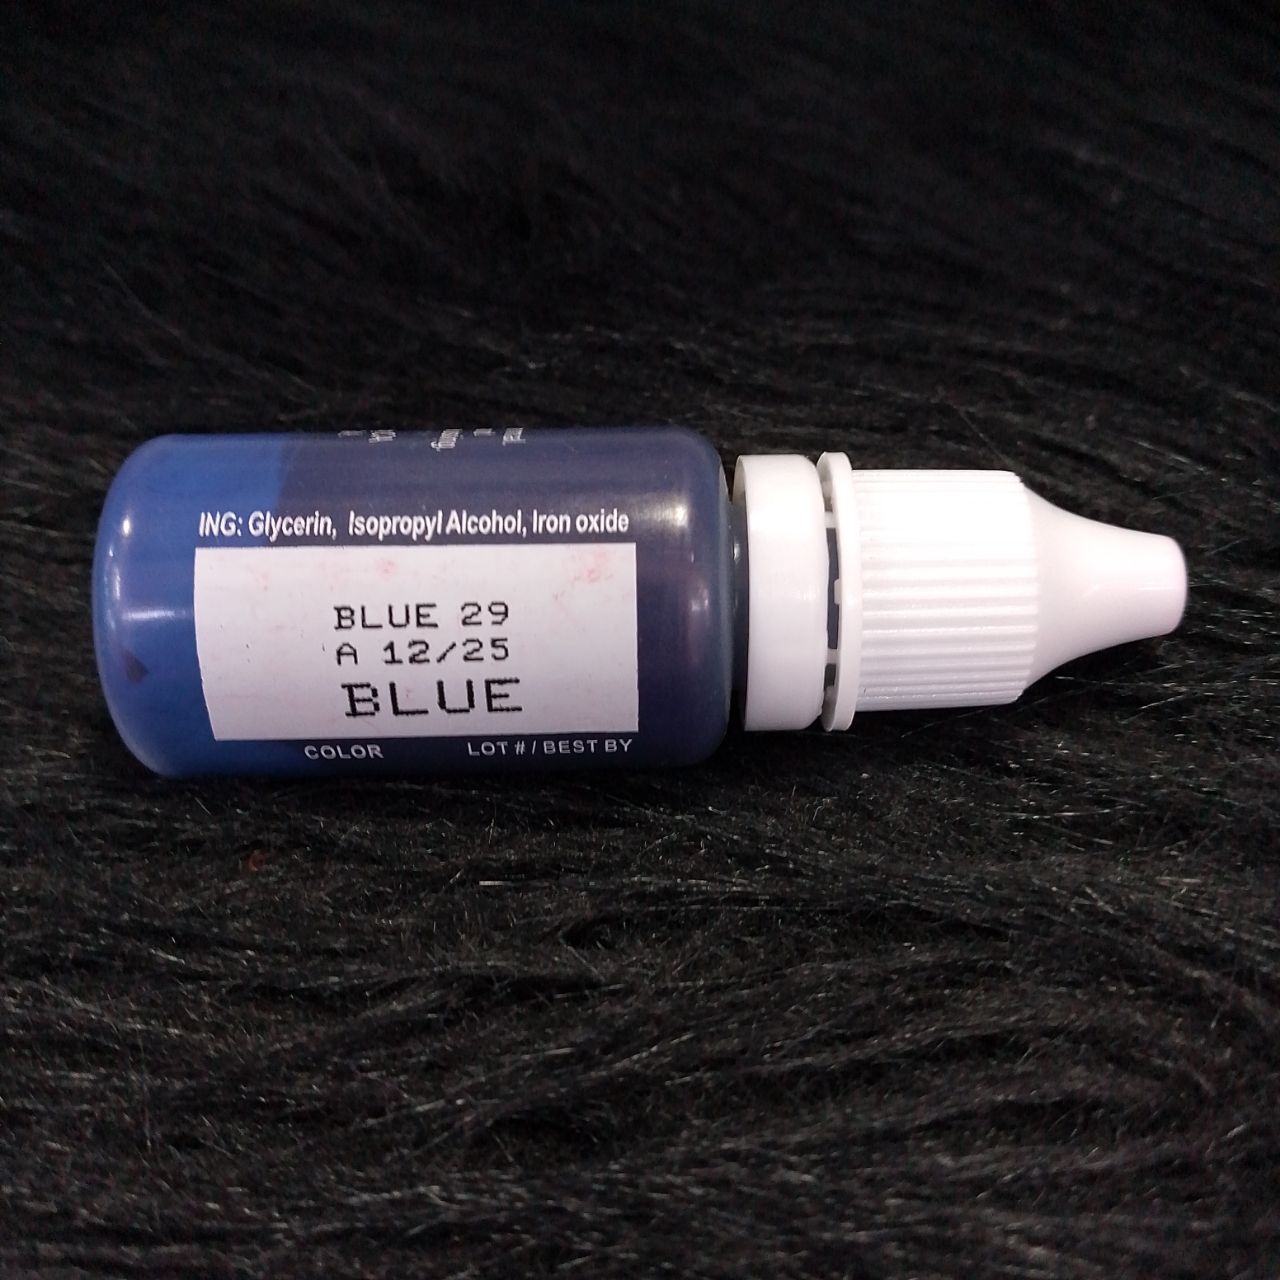 ING: Glycerin, Isopropyl Alcohol, Iron oxide
BLUE 29
A 12/25
BLUE
COLOR LOT # / BEST BY